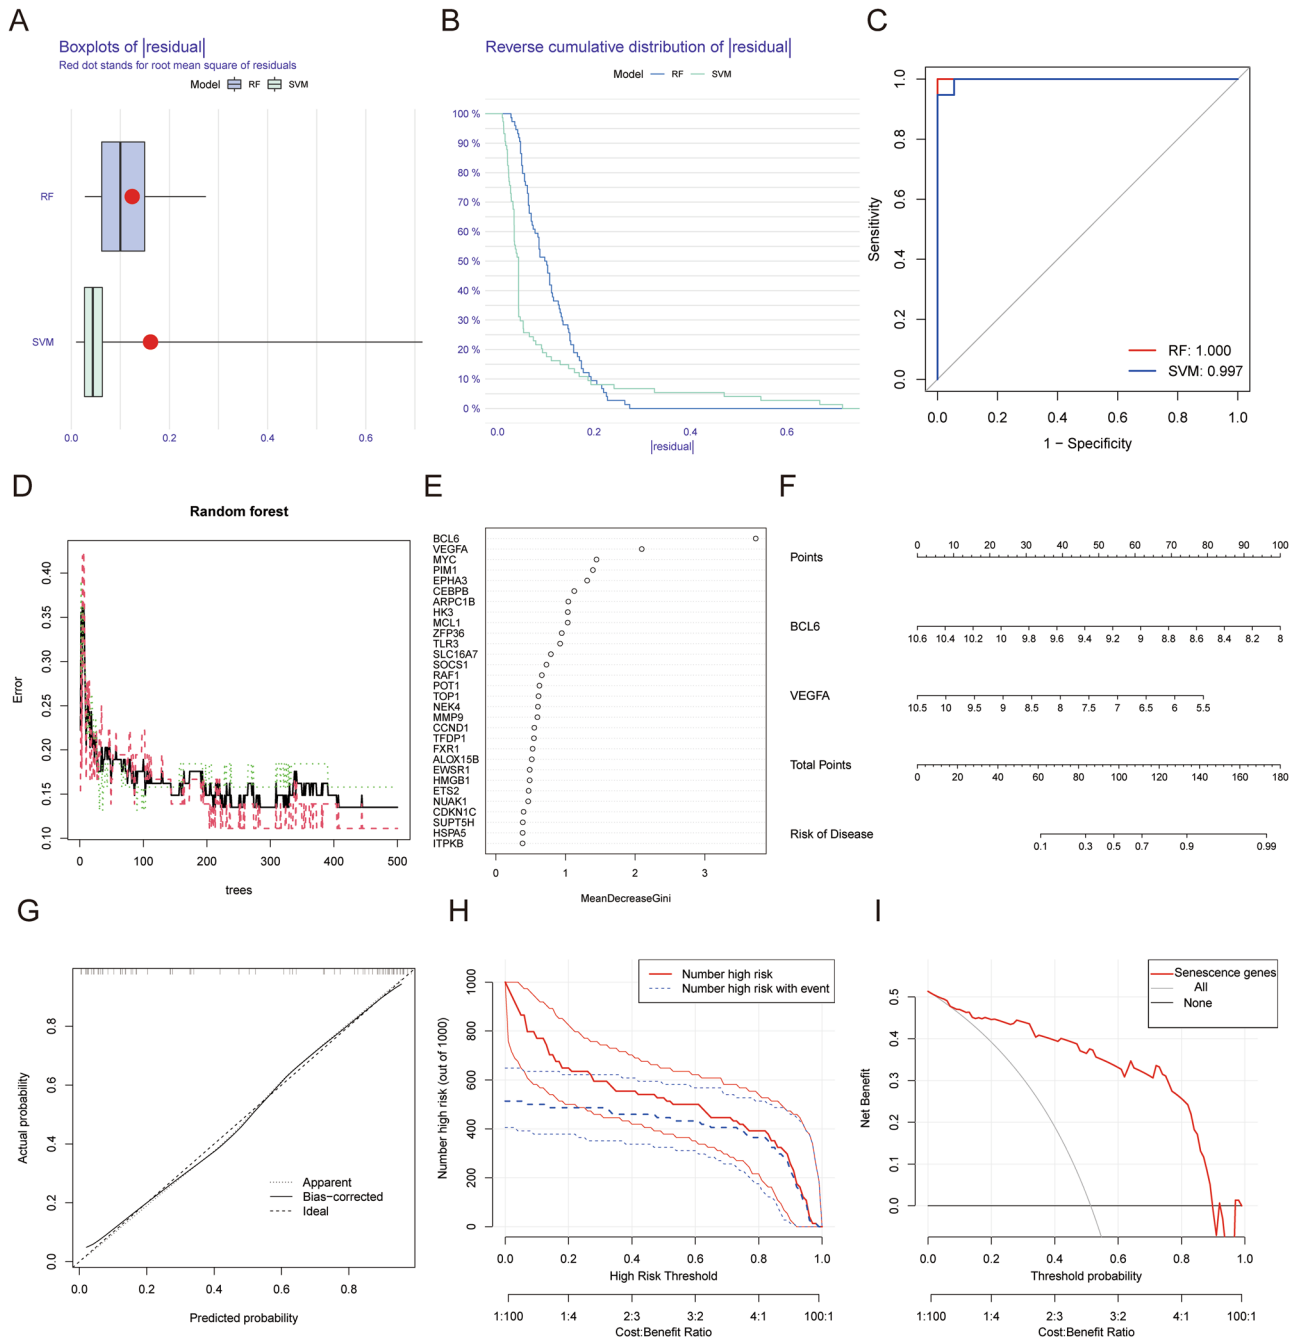 A
Boxplots of |residual|
Red dot stands for root mean square of residuals
Model RF SVM
RF
SVM
0.0 0.2 0.4 0.6
B
Reverse cumulative distribution of |residual|
Model RF SVM
100 %
90 %
80 %
70 %
60 %
50 %
40 %
30 %
20 %
10 %
0 %
0.0 0.2 0.4 0.6
|residual|
C
Sensitivity
1.0
0.8
0.6
0.4
0.2
0.0
RF: 1.000
SVM: 0.997
0.0 0.2 0.4 0.6 0.8 1.0
1 − Specificity
D
Random forest
Error
0.40
0.35
0.30
0.25
0.20
0.15
0.10
0 100 200 300 400 500
trees
E
BCL6
VEGFA
MYC
PIM1
EPHA3
CEBPB
ARPC1B
HK3
MCL1
ZFP36
TLR3
SLC16A7
SOCS1
RAF1
POT1
TOP1
NEK4
MMP9
CCND1
TFDP1
FXR1
ALOX15B
EWSR1
HMGB1
ETS2
NUAK1
CDKN1C
SUPT5H
HSPA5
ITPKB
0 1 2 3
MeanDecreaseGini
F
0 10 20 30 40 50 60 70 80 90 100
Points
BCL6
10.6 10.4 10.2 10 9.8 9.6 9.4 9.2 9 8.8 8.6 8.4 8.2 8
VEGFA
10.5 10 9.5 9 8.5 8 7.5 7 6.5 6 5.5
Total Points
0 20 40 60 80 100 120 140 160 180
Risk of Disease
0.1 0.3 0.5 0.7 0.9 0.99
G
Actual probability
0.8
0.6
0.4
0.2
0.0
Apparent
Bias−corrected
Ideal
0.0 0.2 0.4 0.6 0.8
Predicted probability
H
Number high risk (out of 1000)
1000
800
600
400
200
0
Number high risk
Number high risk with event
0.0 0.2 0.4 0.6 0.8 1.0
High Risk Threshold
1:100 1:4 2:3 3:2 4:1 100:1
Cost:Benefit Ratio
I
Net Benefit
0.5
0.4
0.3
0.2
0.1
0.0
Senescence genes
All
None
0.0 0.2 0.4 0.6 0.8 1.0
Threshold probability
1:100 1:4 2:3 3:2 4:1 100:1
Cost:Benefit Ratio